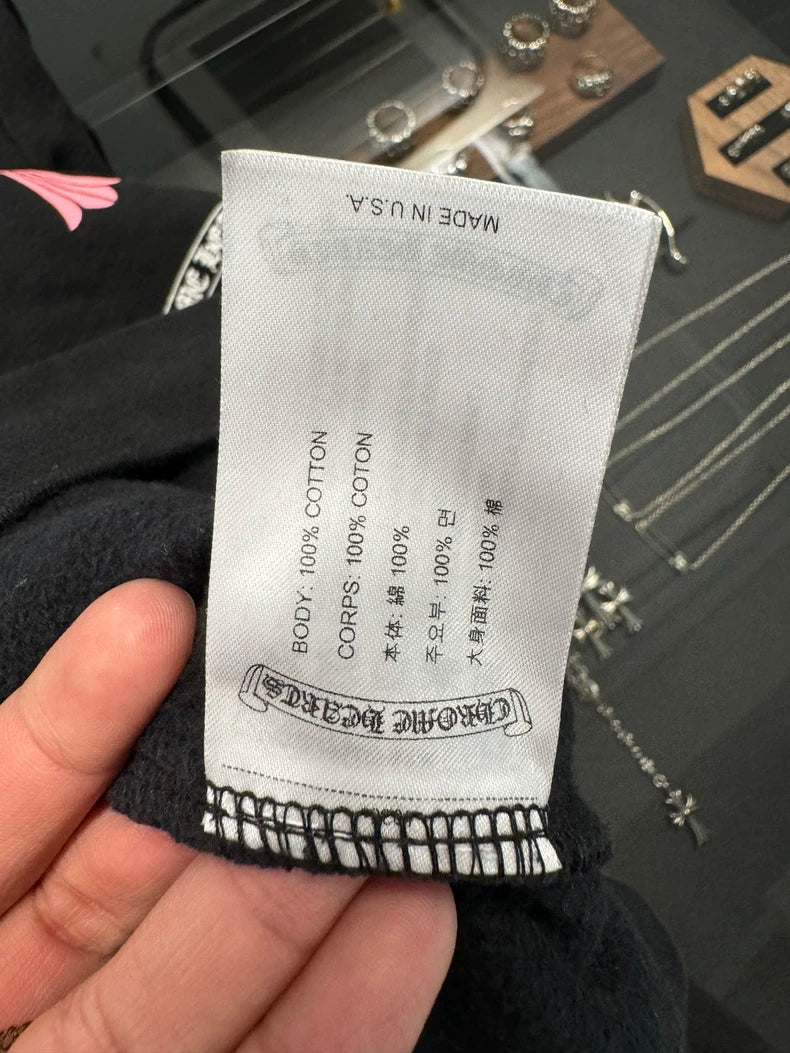 MADE IN U.S.A.
BODY: 100% COTTON
CORPS: 100% COTON
本体: 綿 100%
주요부: 100% 면
大身面料: 100% 棉
CHROME HEARTS